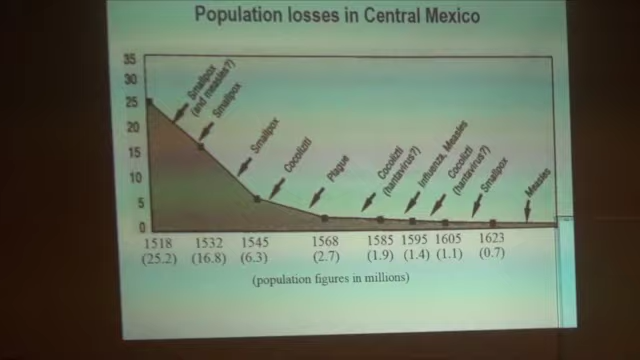 Population losses in Central Mexico
35
30
25
20
15
10
5
0
Smallpox
(and measles?)
Smallpox
Smallpox
Cocoliztli
Plague
Cocoliztli
(hantavirus?)
Influenza, Measles
Cocoliztli
(hantavirus?)
Smallpox
Measles
1518 1532 1545 1568 1585 1595 1605 1623
(25.2) (16.8) (6.3) (2.7) (1.9) (1.4) (1.1) (0.7)
(population figures in millions)